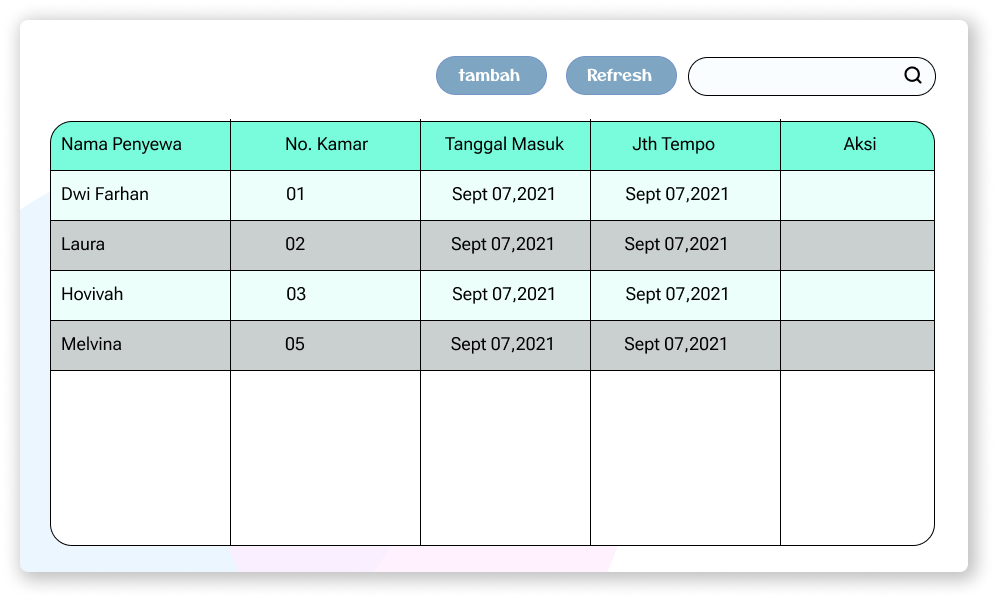 tambah Refresh
Nama Penyewa No. Kamar Tanggal Masuk Jth Tempo Aksi
Dwi Farhan 01 Sept 07,2021 Sept 07,2021
Laura 02 Sept 07,2021 Sept 07,2021
Hovivah 03 Sept 07,2021 Sept 07,2021
Melvina 05 Sept 07,2021 Sept 07,2021